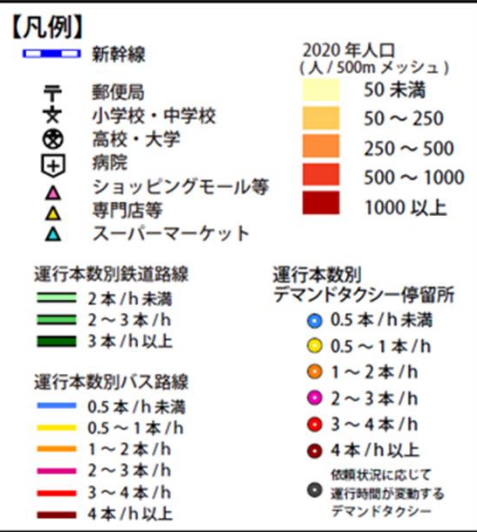 【凡例】
新幹線
郵便局
小学校・中学校
高校・大学
病院
ショッピングモール等
専門店等
スーパーマーケット
2020 年人口
( 人 / 500m メッシュ )
50 未満
50 ～ 250
250 ～ 500
500 ～ 1000
1000 以上
運行本数別鉄道路線
2 本 / h 未満
2 ～ 3 本 / h
3 本 / h 以上
運行本数別バス路線
0.5 本 / h 未満
0.5 ～ 1 本 / h
1 ～ 2 本 / h
2 ～ 3 本 / h
3 ～ 4 本 / h
4 本 / h 以上
運行本数別
デマンドタクシー停留所
0.5 本 / h 未満
0.5 ～ 1 本 / h
1 ～ 2 本 / h
2 ～ 3 本 / h
3 ～ 4 本 / h
4 本 / h 以上
依頼状況に応じて
運行時間が変動する
デマンドタクシー